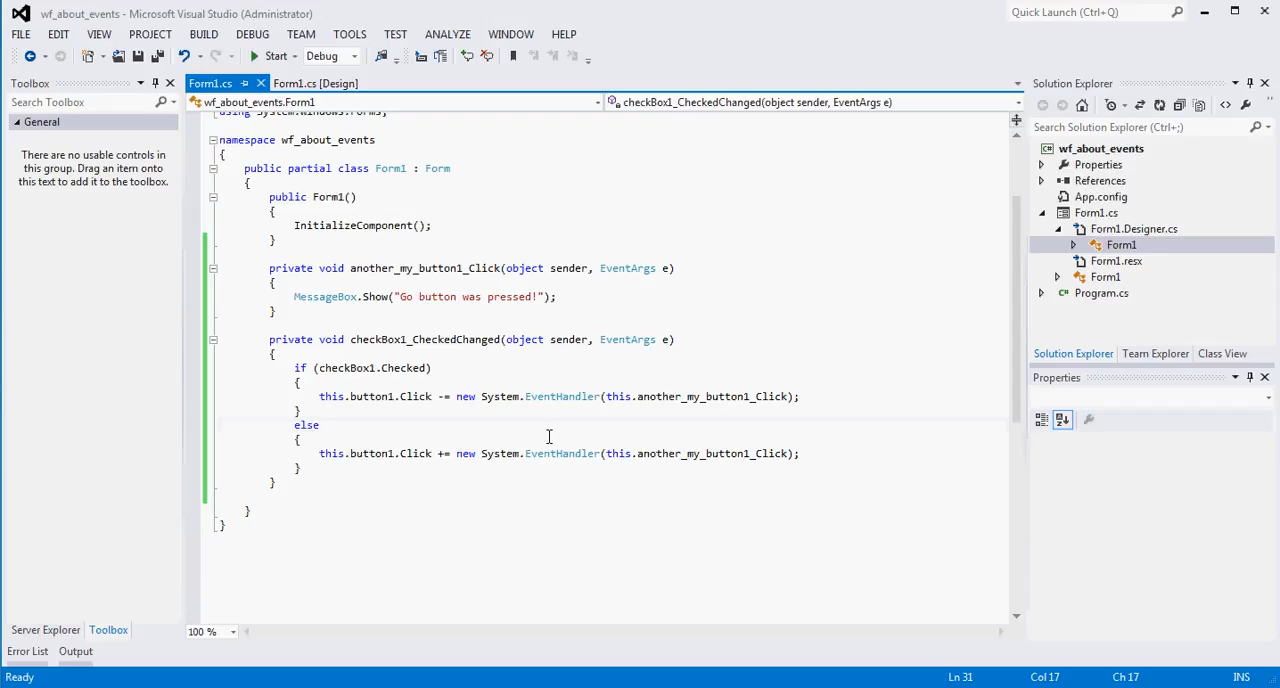 wf_about_events - Microsoft Visual Studio (Administrator)
Quick Launch (Ctrl+Q)
FILE EDIT VIEW PROJECT BUILD DEBUG TEAM TOOLS TEST ANALYZE WINDOW HELP
Start Debug
Toolbox
Search Toolbox
General
There are no usable controls in
this group. Drag an item onto
this text to add it to the toolbox.
Server Explorer Toolbox
Error List Output
Form1.cs Form1.cs [Design]
wf_about_events.Form1 checkBox1_CheckedChanged(object sender, EventArgs e)
using System.Windows.Forms;
namespace wf_about_events
{
public partial class Form1 : Form
{
public Form1()
{
InitializeComponent();
}
private void another_my_button1_Click(object sender, EventArgs e)
{
MessageBox.Show("Go button was pressed!");
}
private void checkBox1_CheckedChanged(object sender, EventArgs e)
{
if (checkBox1.Checked)
{
this.button1.Click -= new System.EventHandler(this.another_my_button1_Click);
}
else
{
this.button1.Click += new System.EventHandler(this.another_my_button1_Click);
}
}
}
}
100 %
Solution Explorer
Search Solution Explorer (Ctrl+;)
C# wf_about_events
Properties
References
App.config
Form1.cs
Form1.Designer.cs
Form1
Form1.resx
Form1
C# Program.cs
Solution Explorer Team Explorer Class View
Properties
Ready Ln 31 Col 17 Ch 17 INS